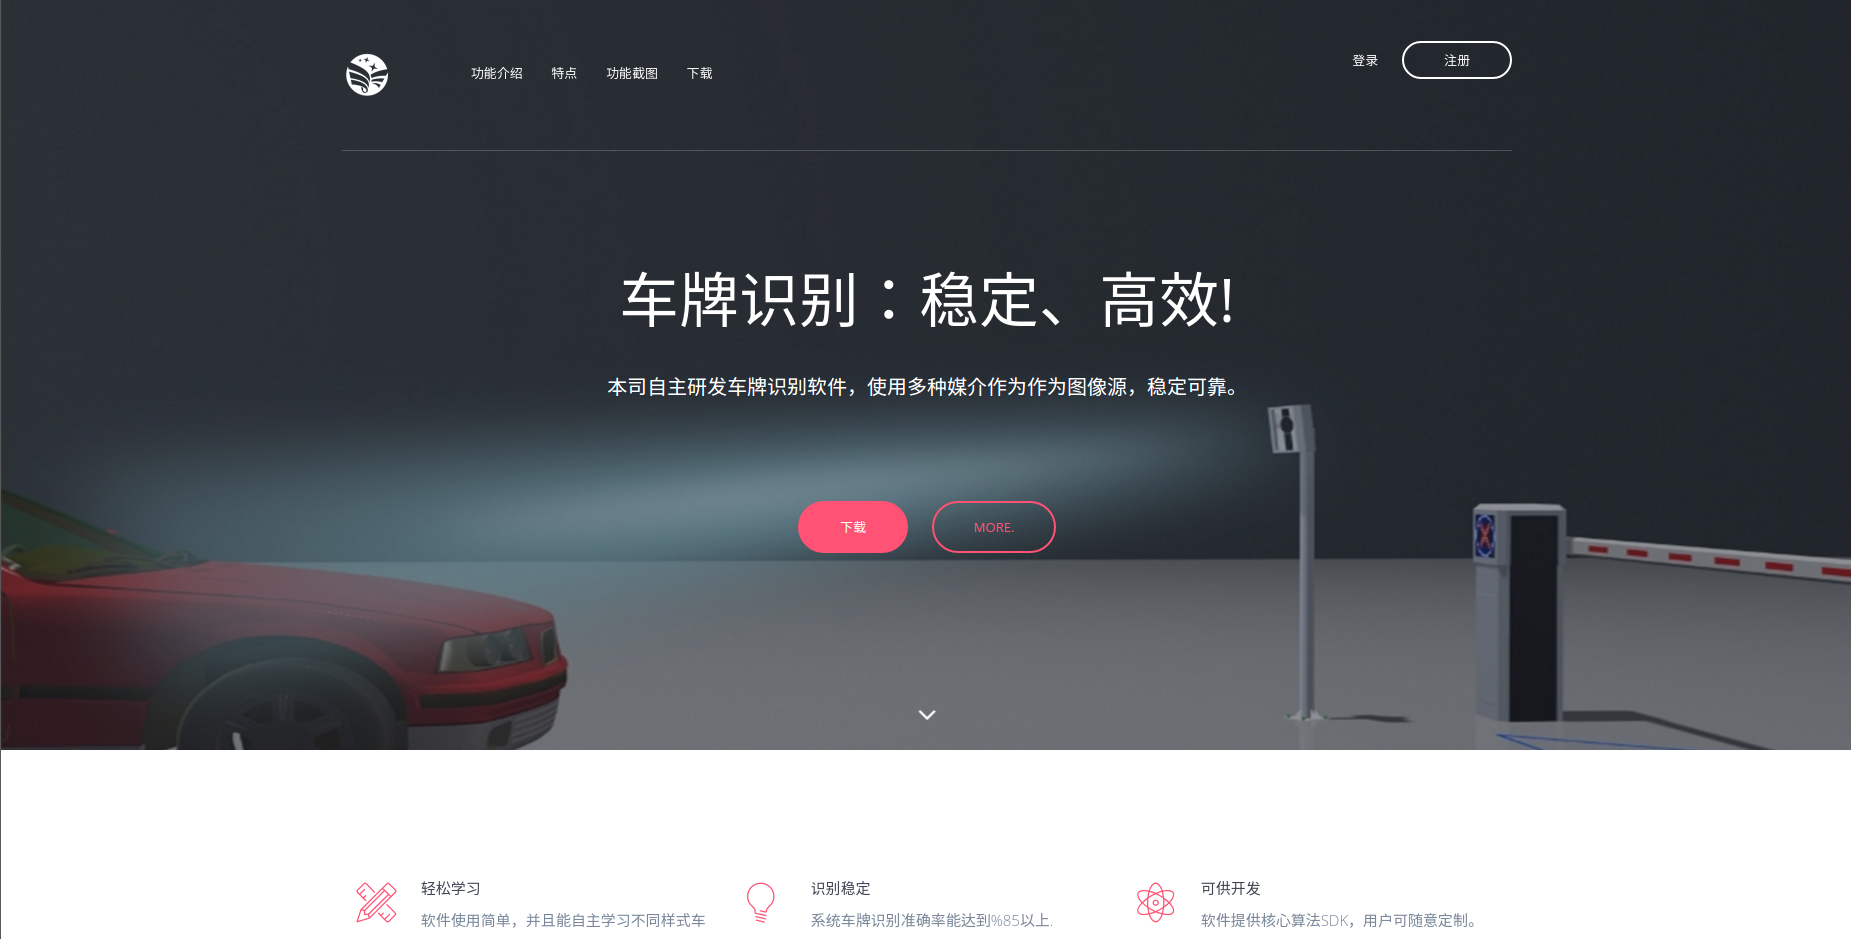 功能介绍 特点 功能截图 下载 登录 注册
车牌识别：稳定、高效!
本司自主研发车牌识别软件，使用多种媒介作为作为图像源，稳定可靠。
下载 MORE.
轻松学习
软件使用简单，并且能自主学习不同样式车
识别稳定
系统车牌识别准确率能达到%85以上.
可供开发
软件提供核心算法SDK，用户可随意定制。